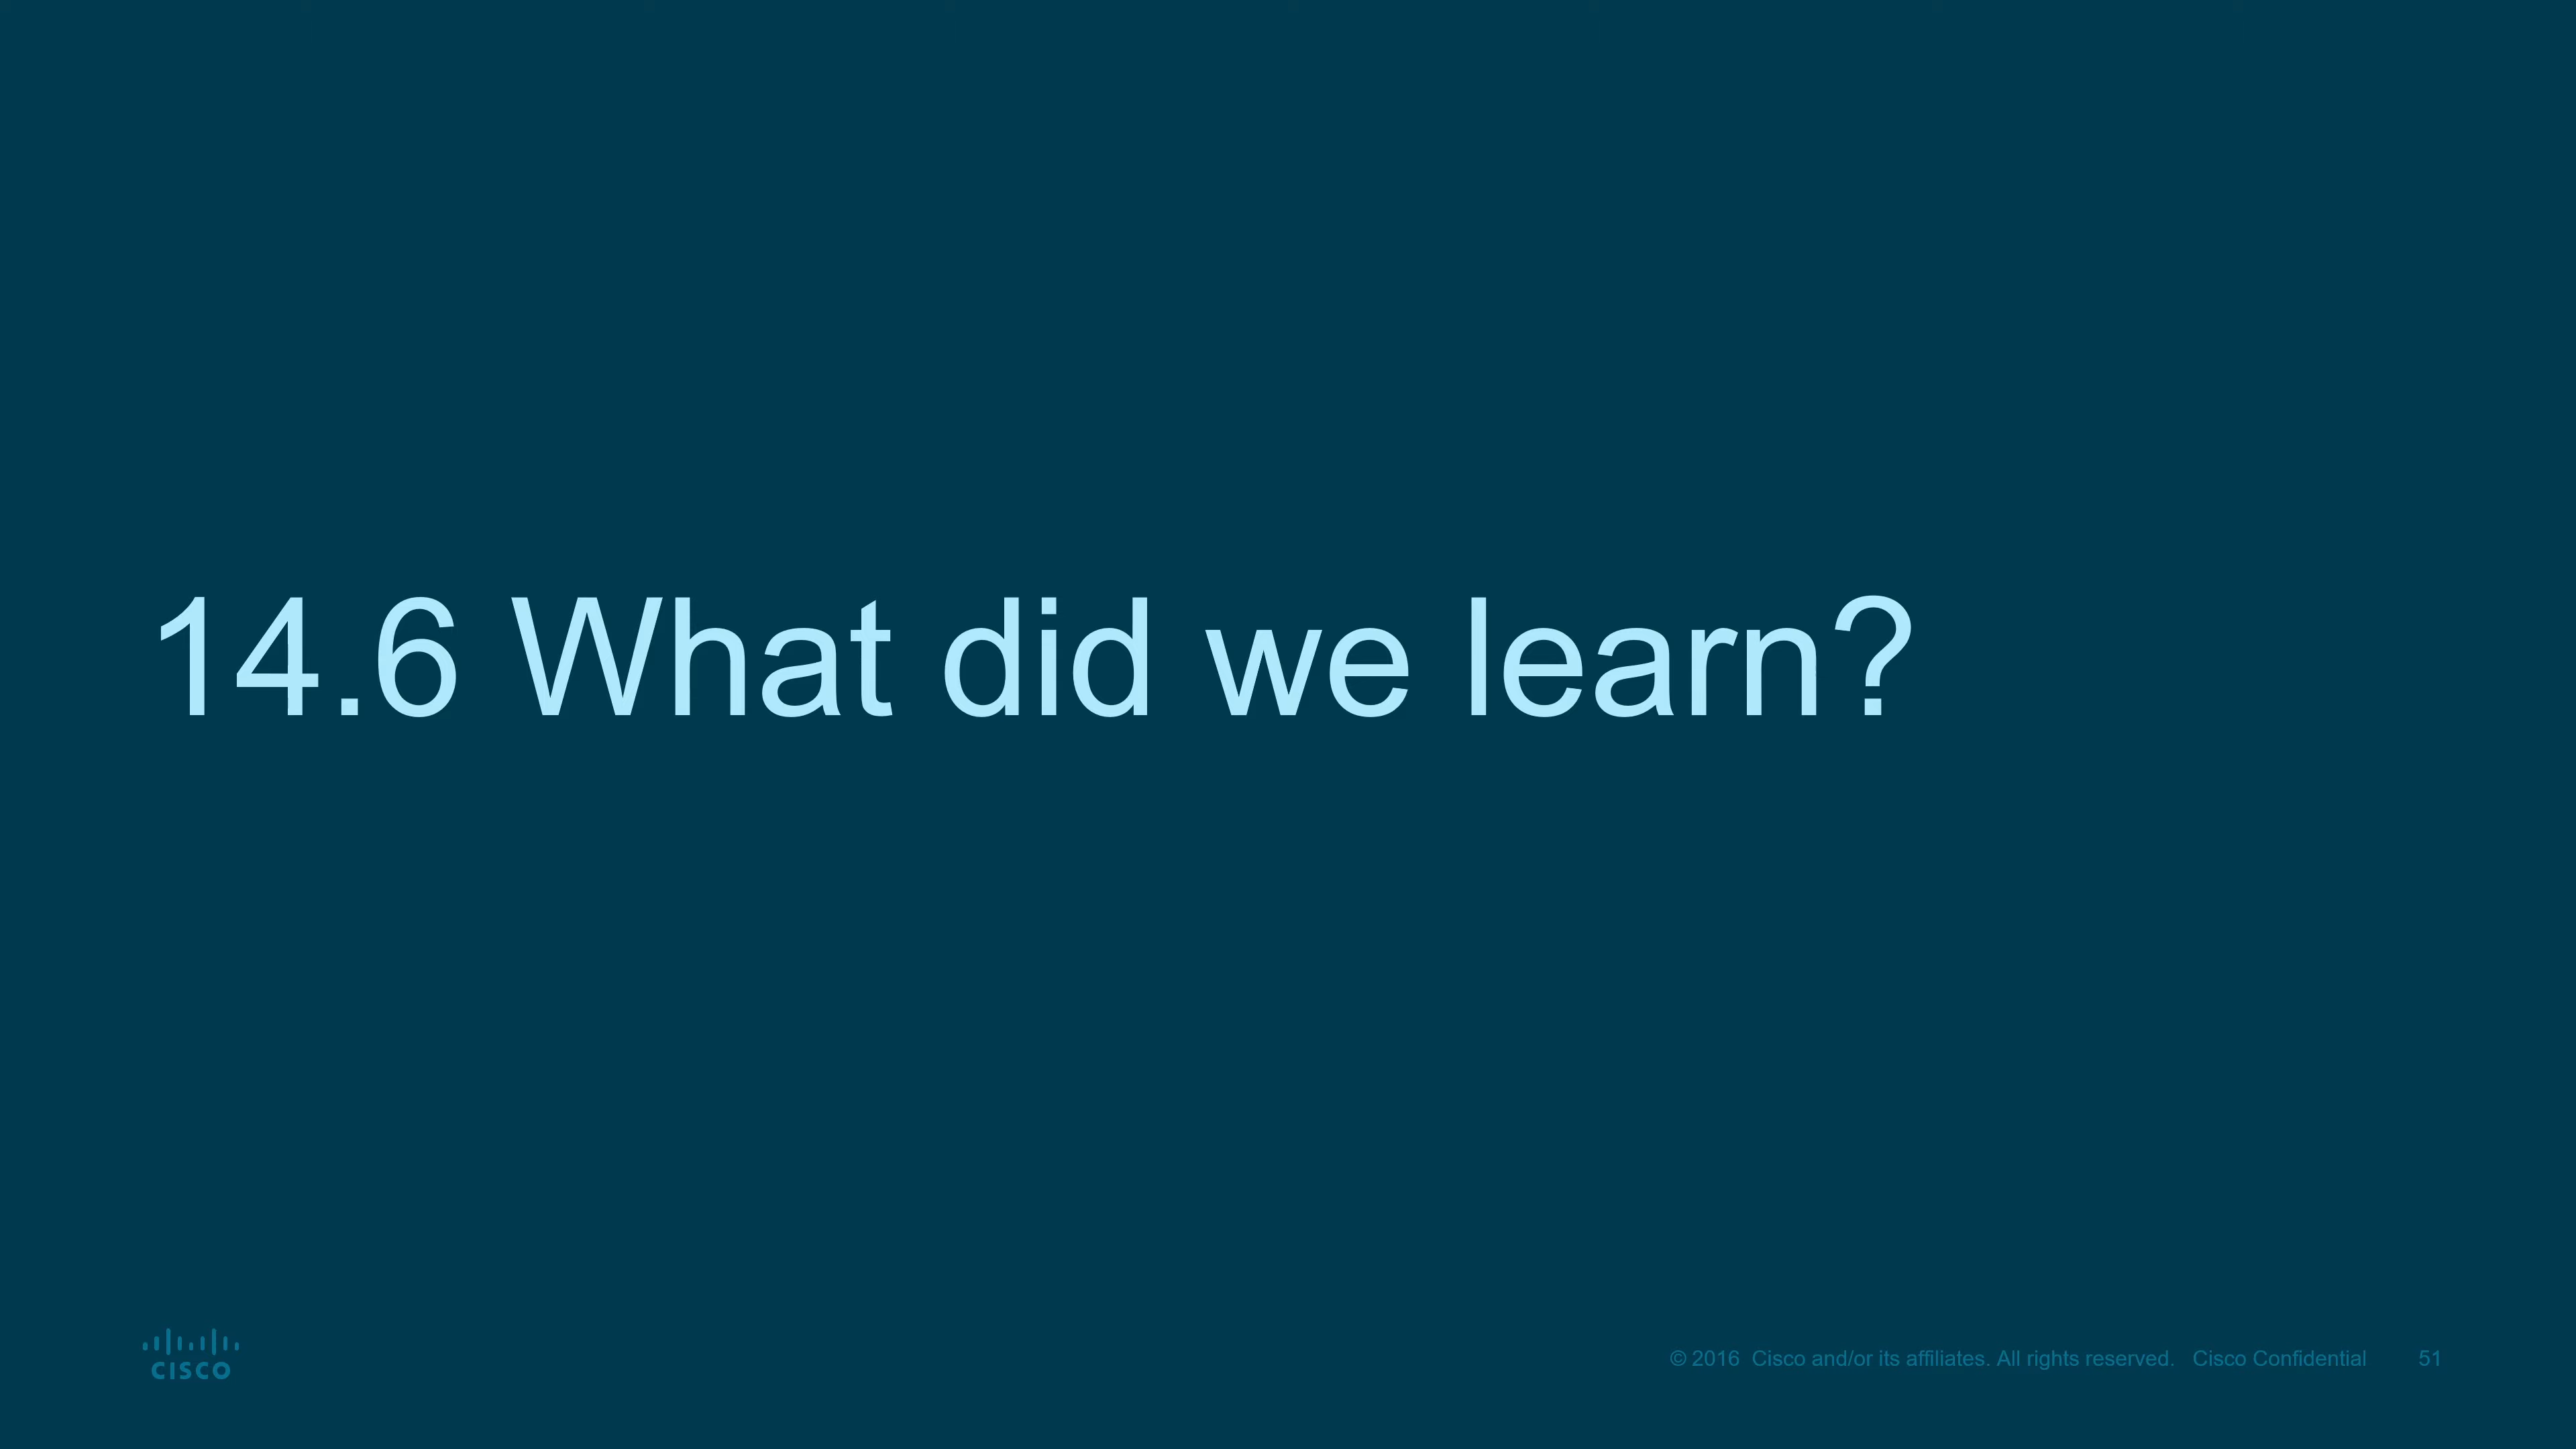 14.6 What did we learn?
CISCO
© 2016 Cisco and/or its affiliates. All rights reserved. Cisco Confidential 51